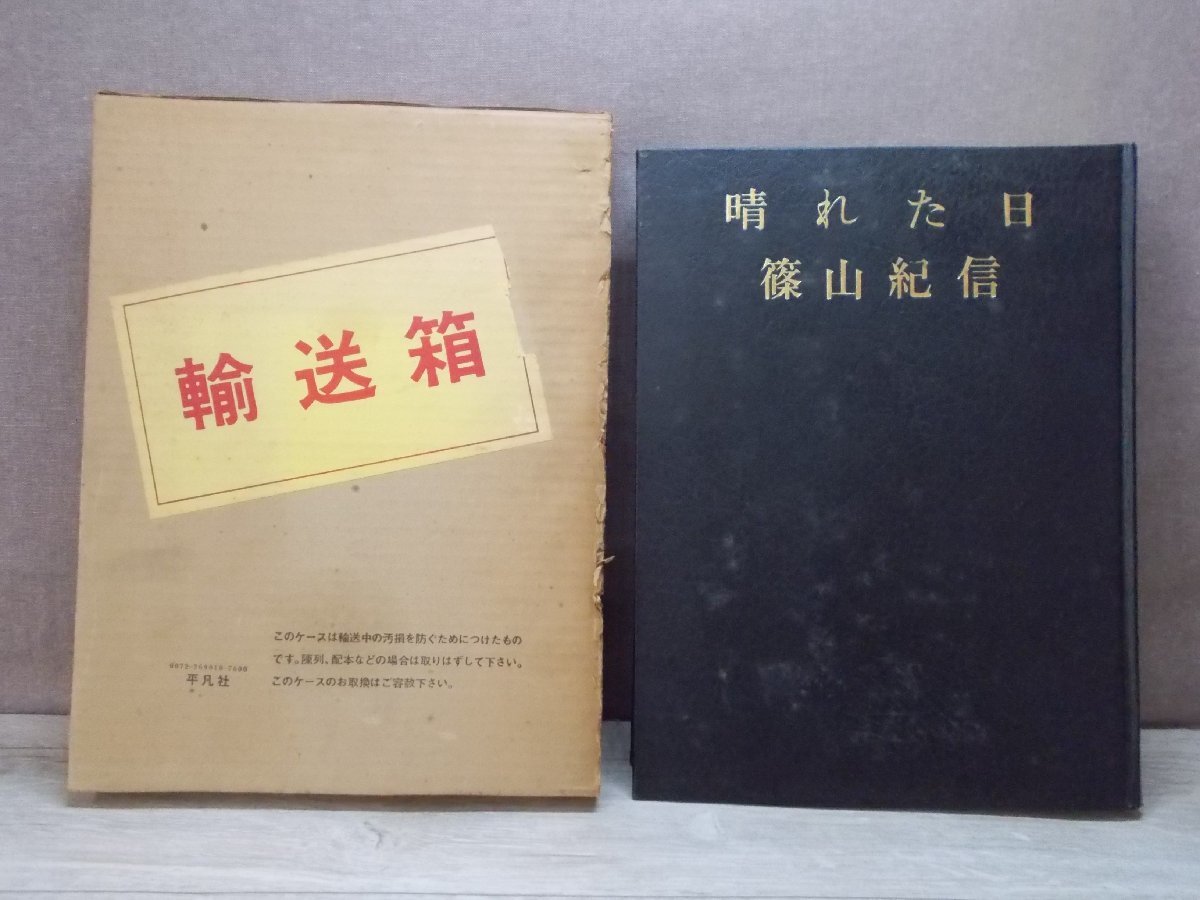 輸送箱
このケースは輸送中の汚損を防ぐためにつけたもの
です。陳列、配本などの場合は取りはずして下さい。
このケースのお取換はご容赦下さい。
平凡社
晴れた日
篠山紀信